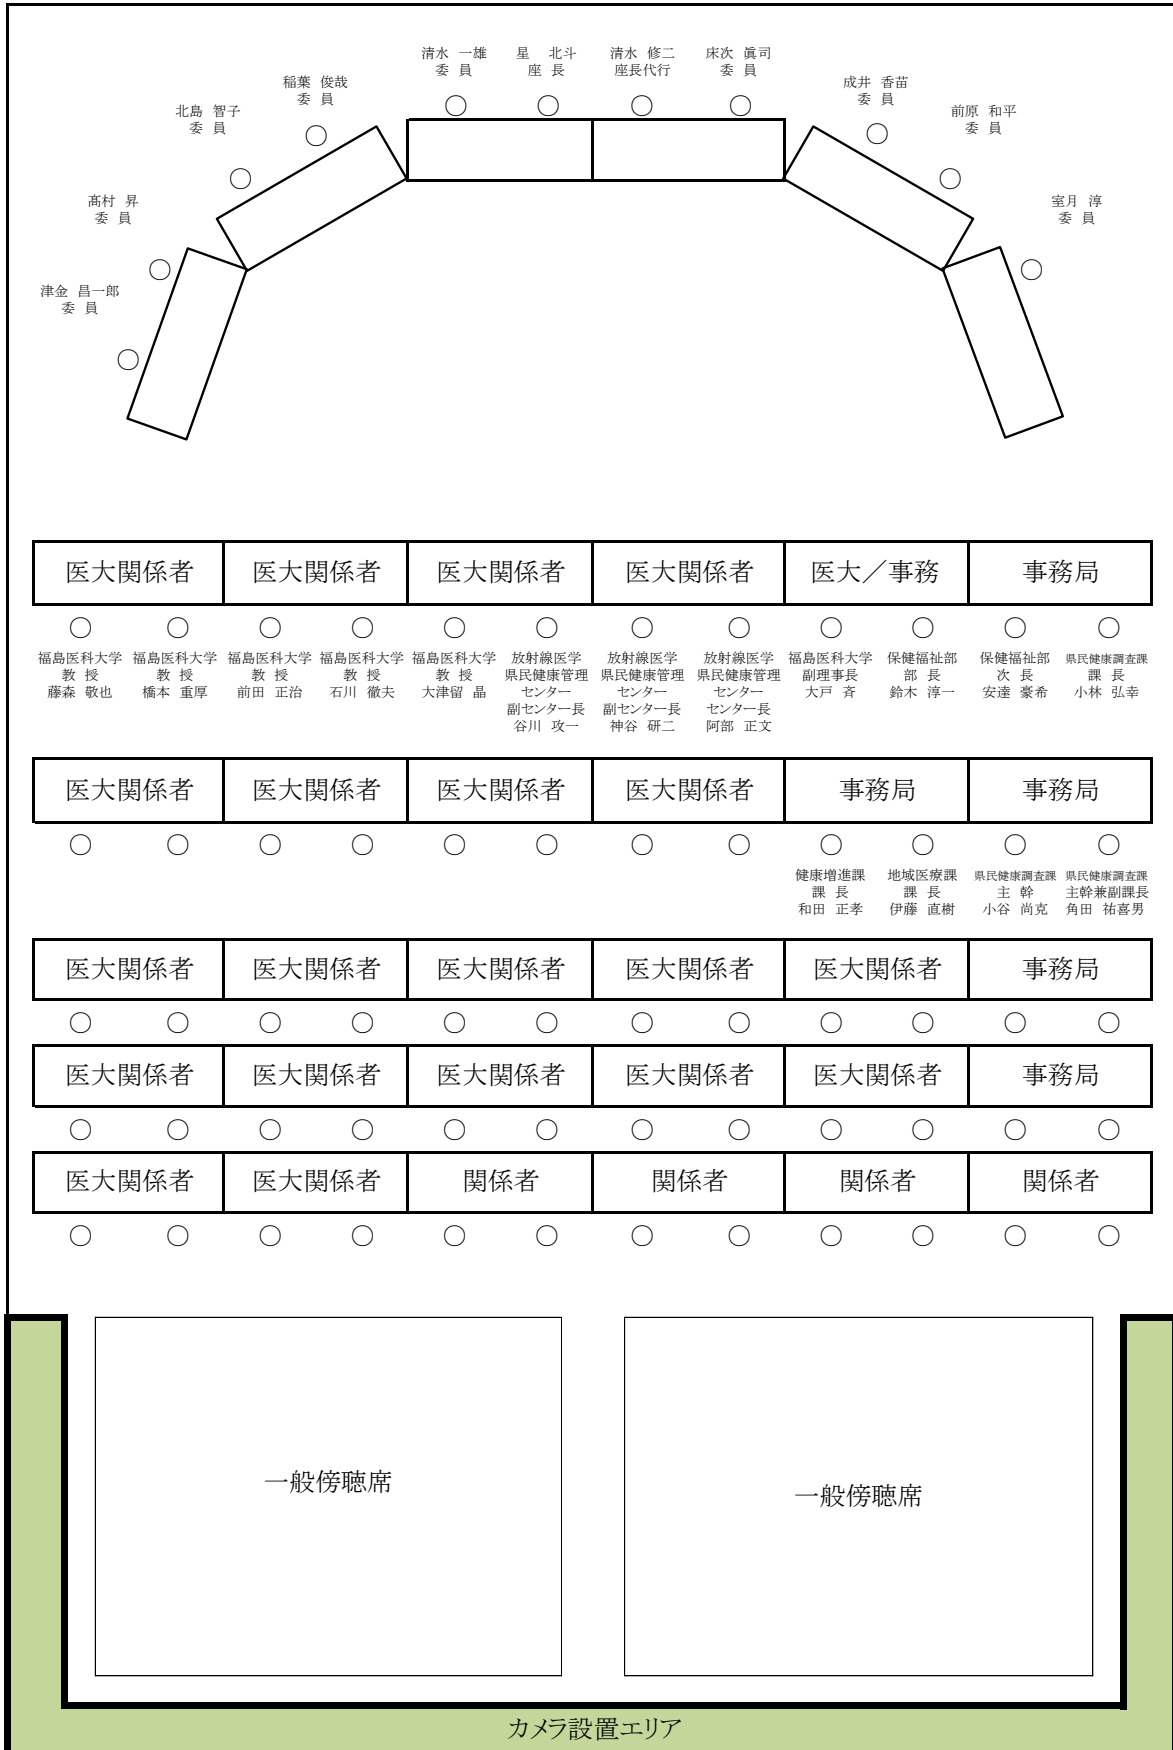 清水 一雄
委 員
星 北斗
座 長
清水 修二
座長代行
床次 眞司
委 員
稲葉 俊哉
委 員
成井 香苗
委 員
北島 智子
委 員
前原 和平
委 員
髙村 昇
委 員
室月 淳
委 員
津金 昌一郎
委 員
医大関係者 医大関係者 医大関係者 医大関係者 医大／事務 事務局
福島医科大学
教 授
藤森 敬也
福島医科大学
教 授
橋本 重厚
福島医科大学
教 授
前田 正治
福島医科大学
教 授
石川 徹夫
福島医科大学
教 授
大津留 晶
放射線医学
県民健康管理
センター
副センター長
谷川 攻一
放射線医学
県民健康管理
センター
副センター長
神谷 研二
放射線医学
県民健康管理
センター
センター長
阿部 正文
福島医科大学
副理事長
大戸 斉
保健福祉部
部 長
鈴木 淳一
保健福祉部
次 長
安達 豪希
県民健康調査課
課 長
小林 弘幸
医大関係者 医大関係者 医大関係者 医大関係者 事務局 事務局
健康増進課
課 長
和田 正孝
地域医療課
課 長
伊藤 直樹
県民健康調査課
主 幹
小谷 尚克
県民健康調査課
主幹兼副課長
角田 祐喜男
医大関係者 医大関係者 医大関係者 医大関係者 医大関係者 事務局
医大関係者 医大関係者 医大関係者 医大関係者 医大関係者 事務局
医大関係者 医大関係者 関係者 関係者 関係者 関係者
一般傍聴席
一般傍聴席
カメラ設置エリア